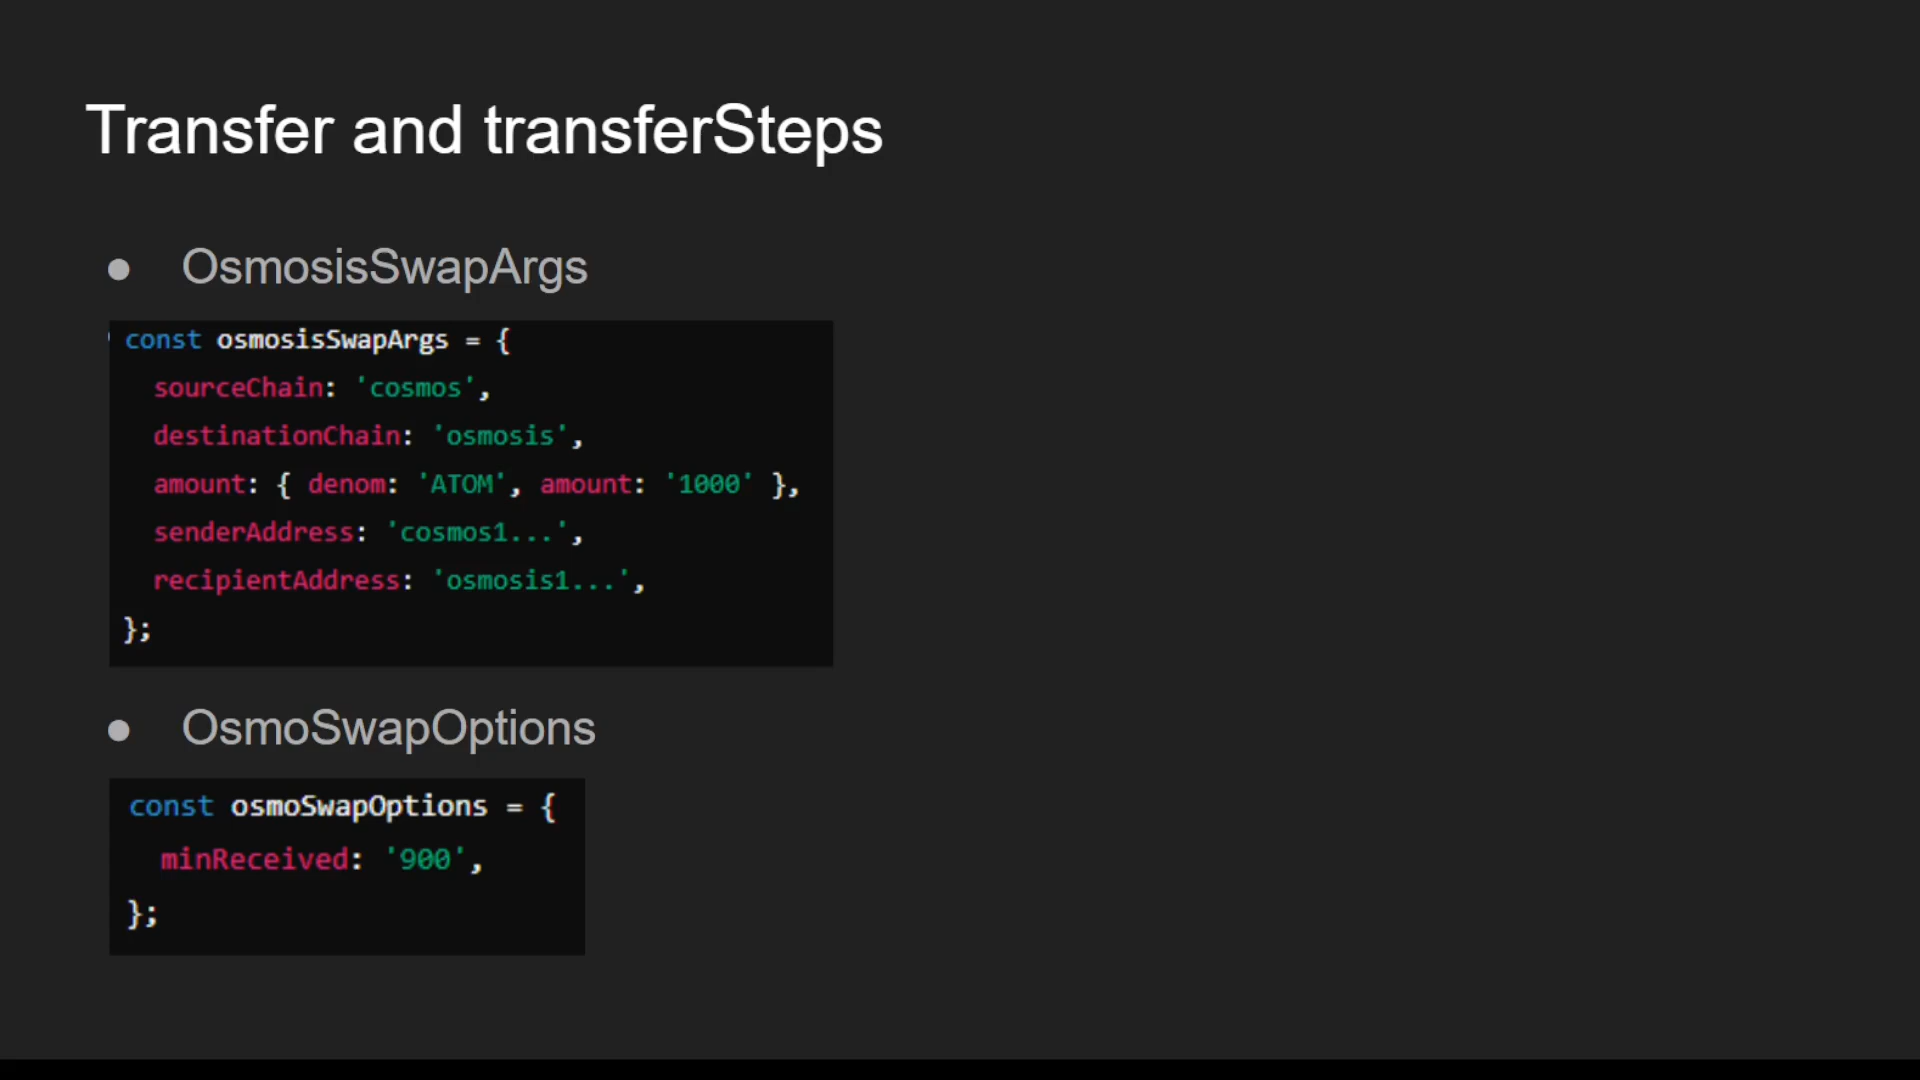 Transfer and transferSteps
● OsmosisSwapArgs
const osmosisSwapArgs = {
  sourceChain: 'cosmos',
  destinationChain: 'osmosis',
  amount: { denom: 'ATOM', amount: '1000' },
  senderAddress: 'cosmos1...',
  recipientAddress: 'osmosis1...',
};
● OsmoSwapOptions
const osmoSwapOptions = {
  minReceived: '900',
};